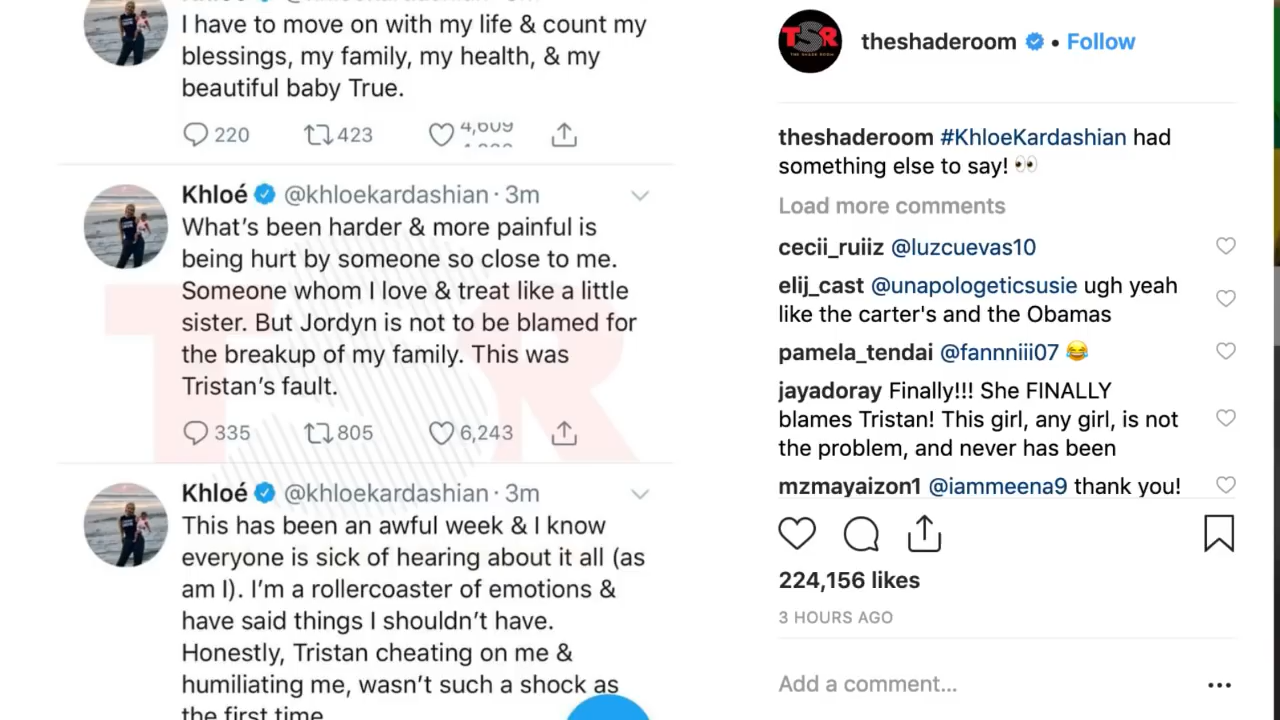 I have to move on with my life & count my
blessings, my family, my health, & my
beautiful baby True.
220 423
Khloé @khloekardashian · 3m
What's been harder & more painful is
being hurt by someone so close to me.
Someone whom I love & treat like a little
sister. But Jordyn is not to be blamed for
the breakup of my family. This was
Tristan's fault.
335 805 6,243
Khloé @khloekardashian · 3m
This has been an awful week & I know
everyone is sick of hearing about it all (as
am I). I'm a rollercoaster of emotions &
have said things I shouldn't have.
Honestly, Tristan cheating on me &
humiliating me, wasn't such a shock as
the first time
TSR
TSR
THE SHADE ROOM
theshaderoom • Follow
theshaderoom #KhloeKardashian had
something else to say! 👀
Load more comments
cecii_ruiiz @luzcuevas10
elij_cast @unapologeticsusie ugh yeah
like the carter's and the Obamas
pamela_tendai @fannniii07 😂
jayadoray Finally!!! She FINALLY
blames Tristan! This girl, any girl, is not
the problem, and never has been
mzmayaizon1 @iammeena9 thank you!
224,156 likes
3 HOURS AGO
Add a comment...